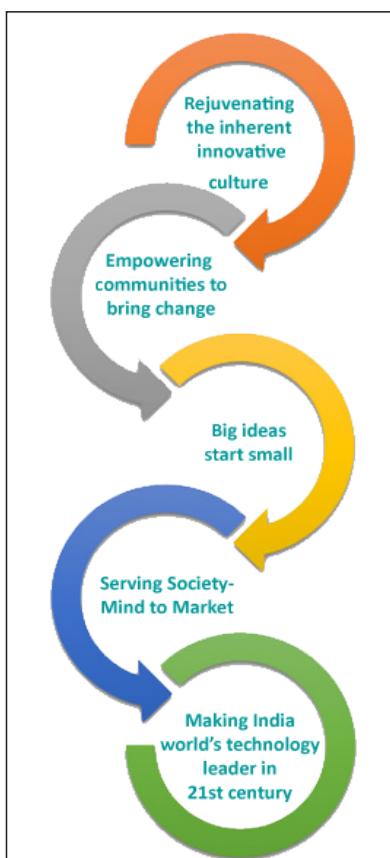 Rejuvenating
the inherent
innovative
culture
Empowering
communities to
bring change
Big ideas
start small
Serving Society-
Mind to Market
Making India
world's technology
leader in
21st century